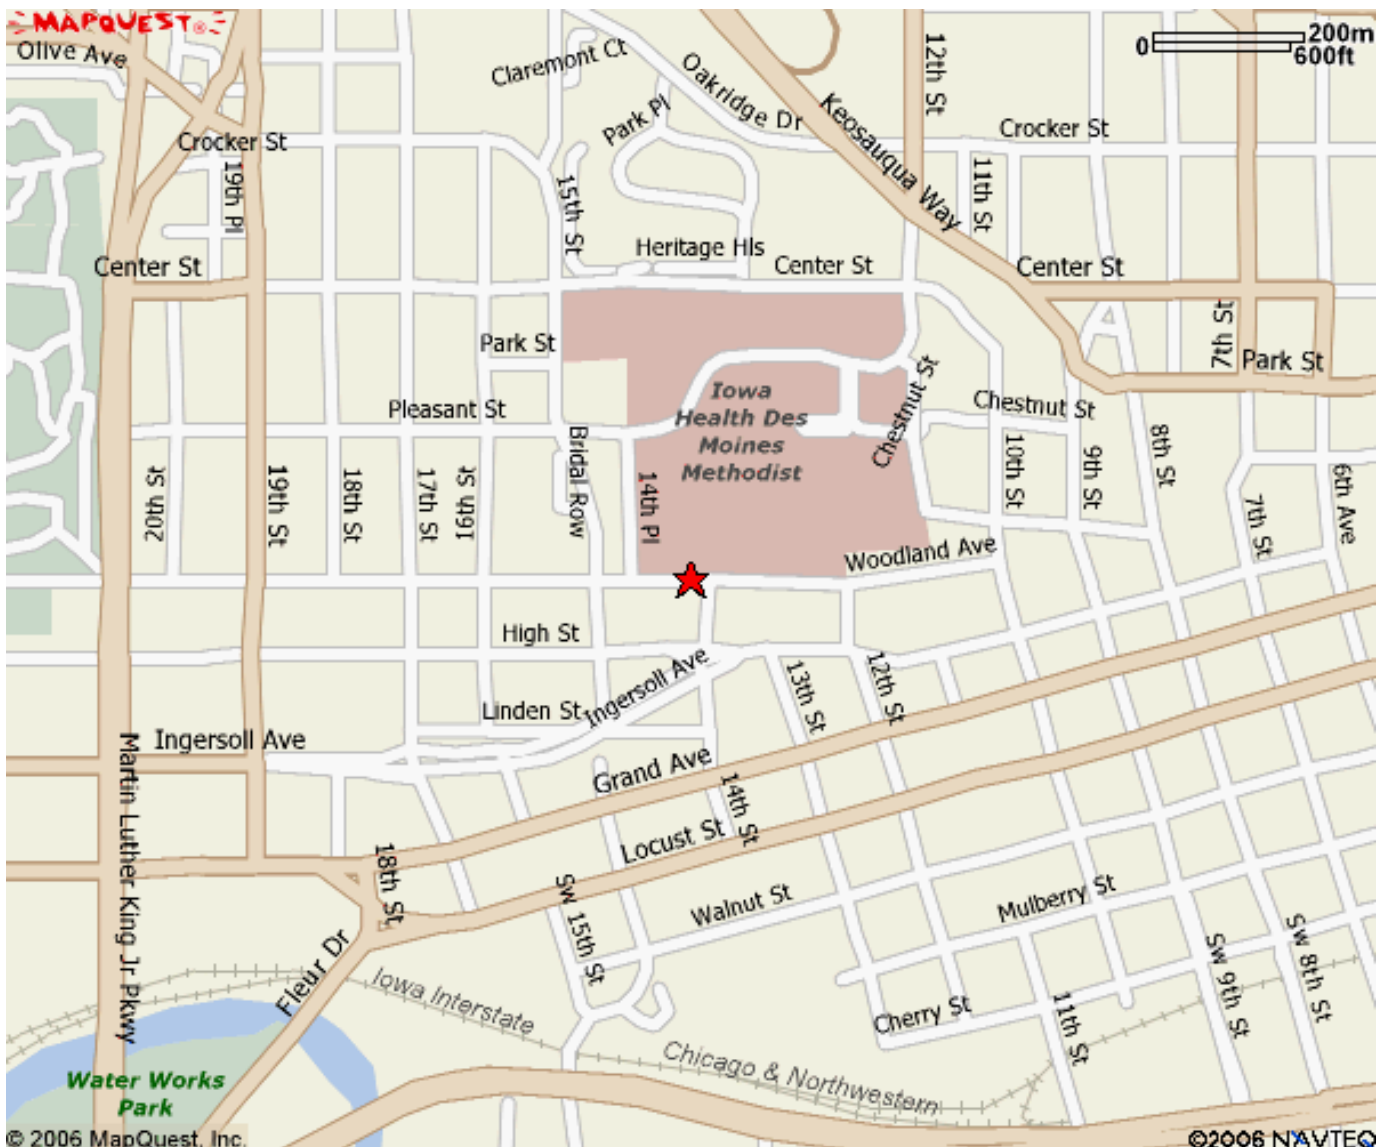 MAPQUEST®
Olive Ave
Claremont Ct
Oakridge Dr
12th St
0
200m
600ft
Crocker St
19th Pl
Park Pl
Keosauqua Way
Crocker St
11th St
15th St
Heritage Hls
Center St
Center St
Center St
Park St
7th St
Park St
Iowa
Health Des
Moines
Methodist
Pleasant St
Chestnut St
Chestnut St
Bridal Row
20th St
19th St
18th St
17th St
16th St
14th Pl
10th St
9th St
8th St
7th St
6th Ave
Woodland Ave
High St
Ingersoll Ave
13th St
12th St
Linden St
Ingersoll Ave
Grand Ave
14th St
Locust St
Martin Luther King Jr Pkwy
18th St
Sw 15th St
Walnut St
Mulberry St
Fleur Dr
Iowa Interstate
Sw 9th St
Sw 8th St
Cherry St
11th St
Chicago & Northwestern
Water Works
Park
© 2006 MapQuest, Inc.
©2006 NAVTEQ